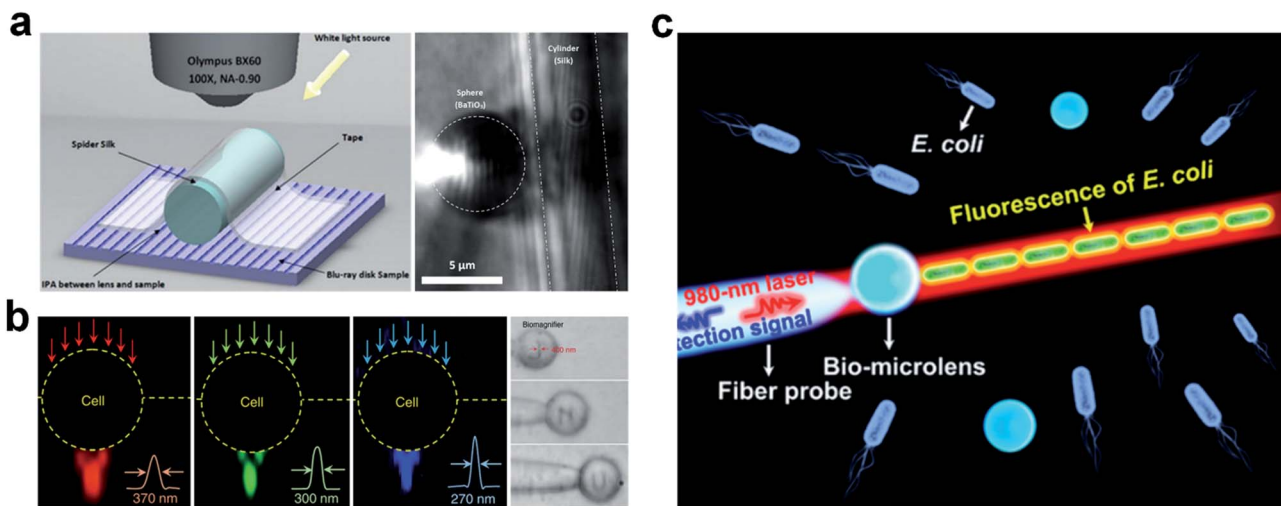 a
White light source
Olympus BX60
100X, NA-0.90
Spider Silk
Tape
IPA between lens and sample
Blu-ray disk Sample
Cylinder
(Silk)
Sphere
(BaTiO₃)
5 µm
b
Cell
370 nm
Cell
300 nm
Cell
270 nm
Biomagnifier
c
E. coli
Fluorescence of E. coli
980-nm laser
tection signal
Bio-microlens
Fiber probe